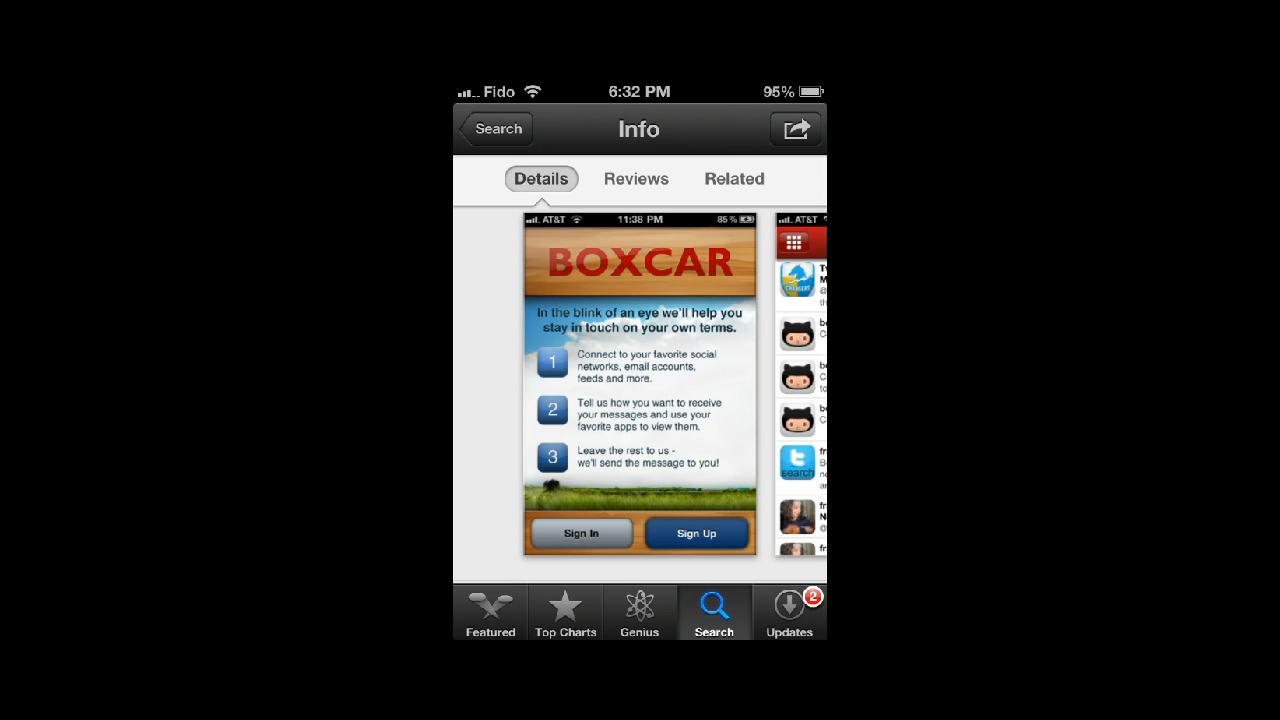 Fido 6:32 PM 95%
Search Info
Details Reviews Related
AT&T 11:38 PM 85%
AT&T
BOXCAR
In the blink of an eye we'll help you
stay in touch on your own terms.
1 Connect to your favorite social
networks, email accounts,
feeds and more.
2 Tell us how you want to receive
your messages and use your
favorite apps to view them.
3 Leave the rest to us -
we'll send the message to you!
Sign In Sign Up
CHARGERS
search
Featured Top Charts Genius Search Updates 2